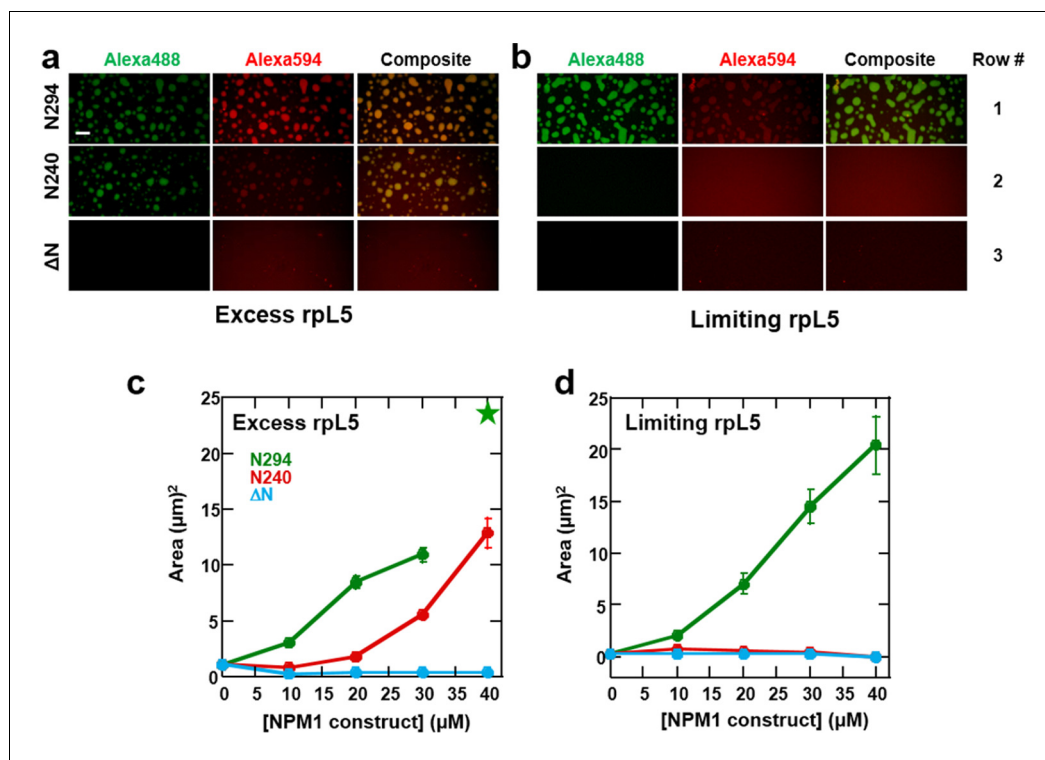 a
Alexa488 Alexa594 Composite
N294
N240
ΔN
Excess rpL5
b
Alexa488 Alexa594 Composite Row #
1
2
3
Limiting rpL5
c
Excess rpL5
N294
N240
ΔN
Area (μm)²
25
20
15
10
5
0
0 5 10 15 20 25 30 35 40
[NPM1 construct] (μM)
d
Limiting rpL5
Area (μm)²
25
20
15
10
5
0
0 5 10 15 20 25 30 35 40
[NPM1 construct] (μM)